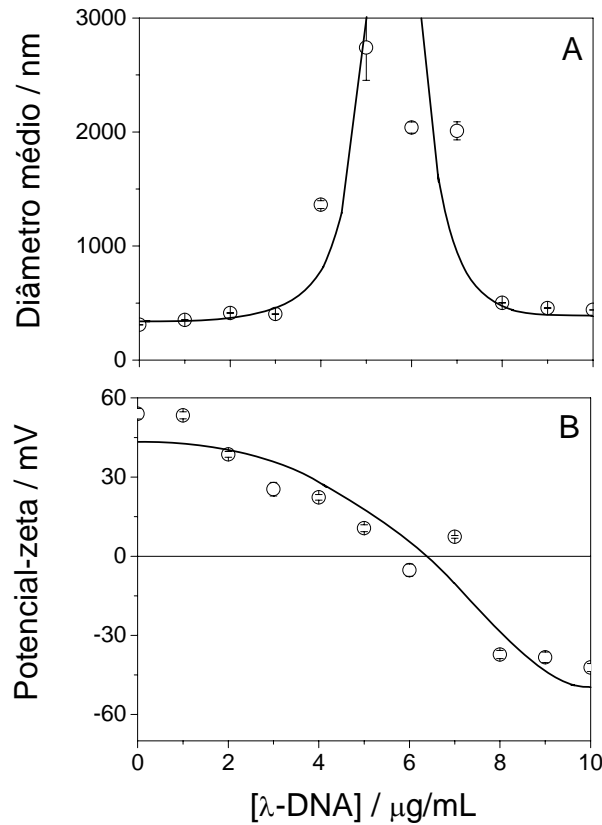 Diâmetro médio / nm
3000
2000
1000
0
A
Potencial-zeta / mV
60
30
0
-30
-60
B
0 2 4 6 8 10
[λ-DNA] / μg/mL